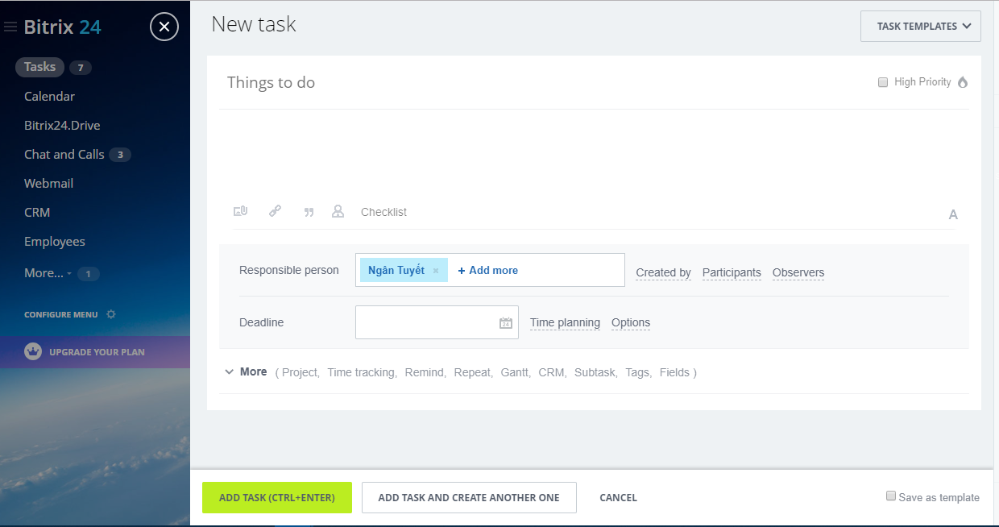 Bitrix 24
Tasks 7
Calendar
Bitrix24.Drive
Chat and Calls 3
Webmail
CRM
Employees
More... 1
CONFIGURE MENU
UPGRADE YOUR PLAN
New task
TASK TEMPLATES
Things to do
High Priority
Checklist
A
Responsible person
Ngân Tuyết ×
+ Add more
Created by Participants Observers
Deadline
24
Time planning Options
More ( Project, Time tracking, Remind, Repeat, Gantt, CRM, Subtask, Tags, Fields )
ADD TASK (CTRL+ENTER)
ADD TASK AND CREATE ANOTHER ONE
CANCEL
Save as template